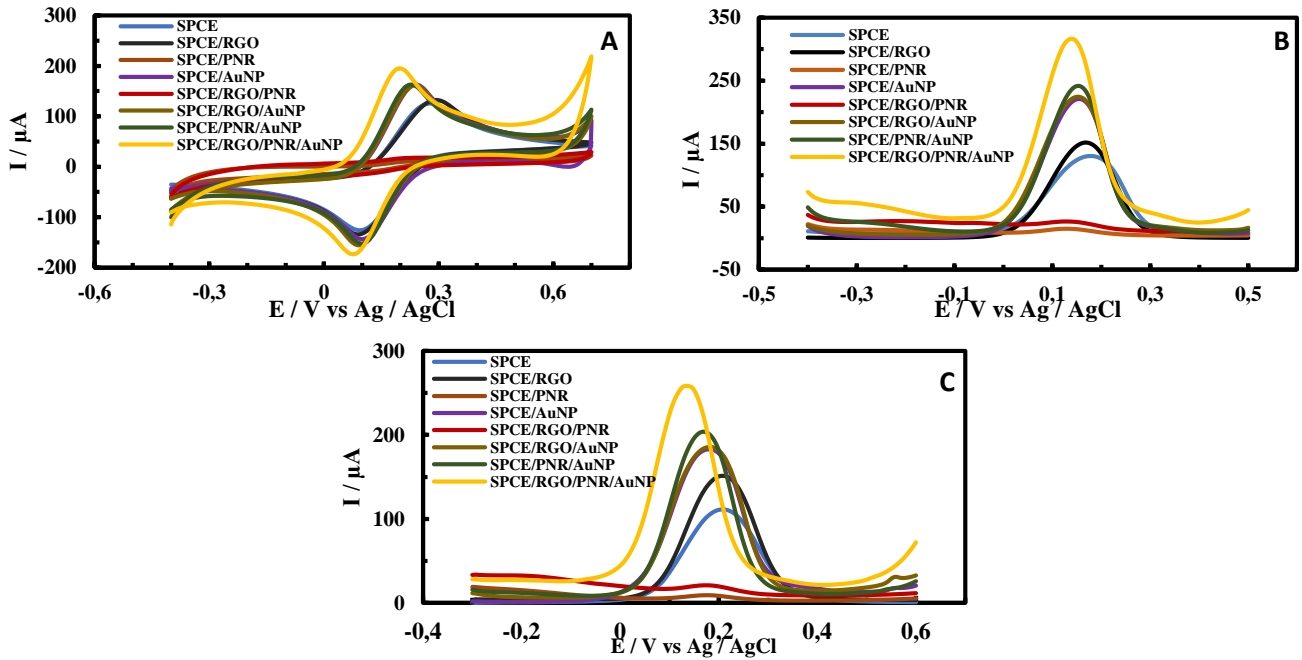 300
200
100
0
-100
-200
I / µA
SPCE
SPCE/RGO
SPCE/PNR
SPCE/AuNP
SPCE/RGO/PNR
SPCE/RGO/AuNP
SPCE/PNR/AuNP
SPCE/RGO/PNR/AuNP
A
-0,6
-0,3
0
0,3
0,6
E / V vs Ag / AgCl
350
250
150
50
-50
I / µA
SPCE
SPCE/RGO
SPCE/PNR
SPCE/AuNP
SPCE/RGO/PNR
SPCE/RGO/AuNP
SPCE/PNR/AuNP
SPCE/RGO/PNR/AuNP
B
-0,5
-0,3
-0,1
0,1
0,3
0,5
E / V vs Ag / AgCl
300
200
100
0
I / µA
SPCE
SPCE/RGO
SPCE/PNR
SPCE/AuNP
SPCE/RGO/PNR
SPCE/RGO/AuNP
SPCE/PNR/AuNP
SPCE/RGO/PNR/AuNP
C
-0,4
-0,2
0
0,2
0,4
0,6
E / V vs Ag / AgCl